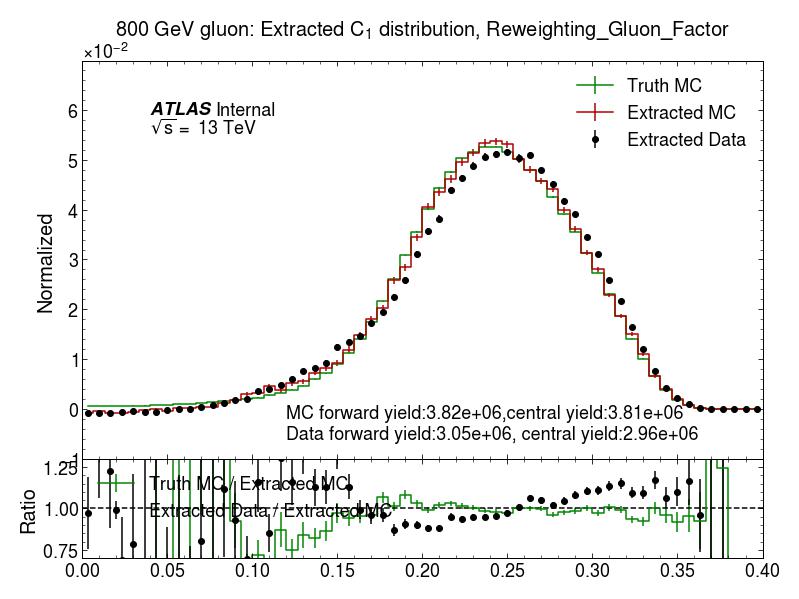 800 GeV gluon: Extracted C₁ distribution, Reweighting_Gluon_Factor
×10⁻²
ATLAS Internal
√s = 13 TeV
Truth MC
Extracted MC
Extracted Data
Normalized
6
5
4
3
2
1
0
1
MC forward yield:3.82e+06,central yield:3.81e+06
Data forward yield:3.05e+06, central yield:2.96e+06
Ratio
1.25
1.00
0.75
Truth MC / Extracted MC
Extracted Data / Extracted MC
0.00 0.05 0.10 0.15 0.20 0.25 0.30 0.35 0.40